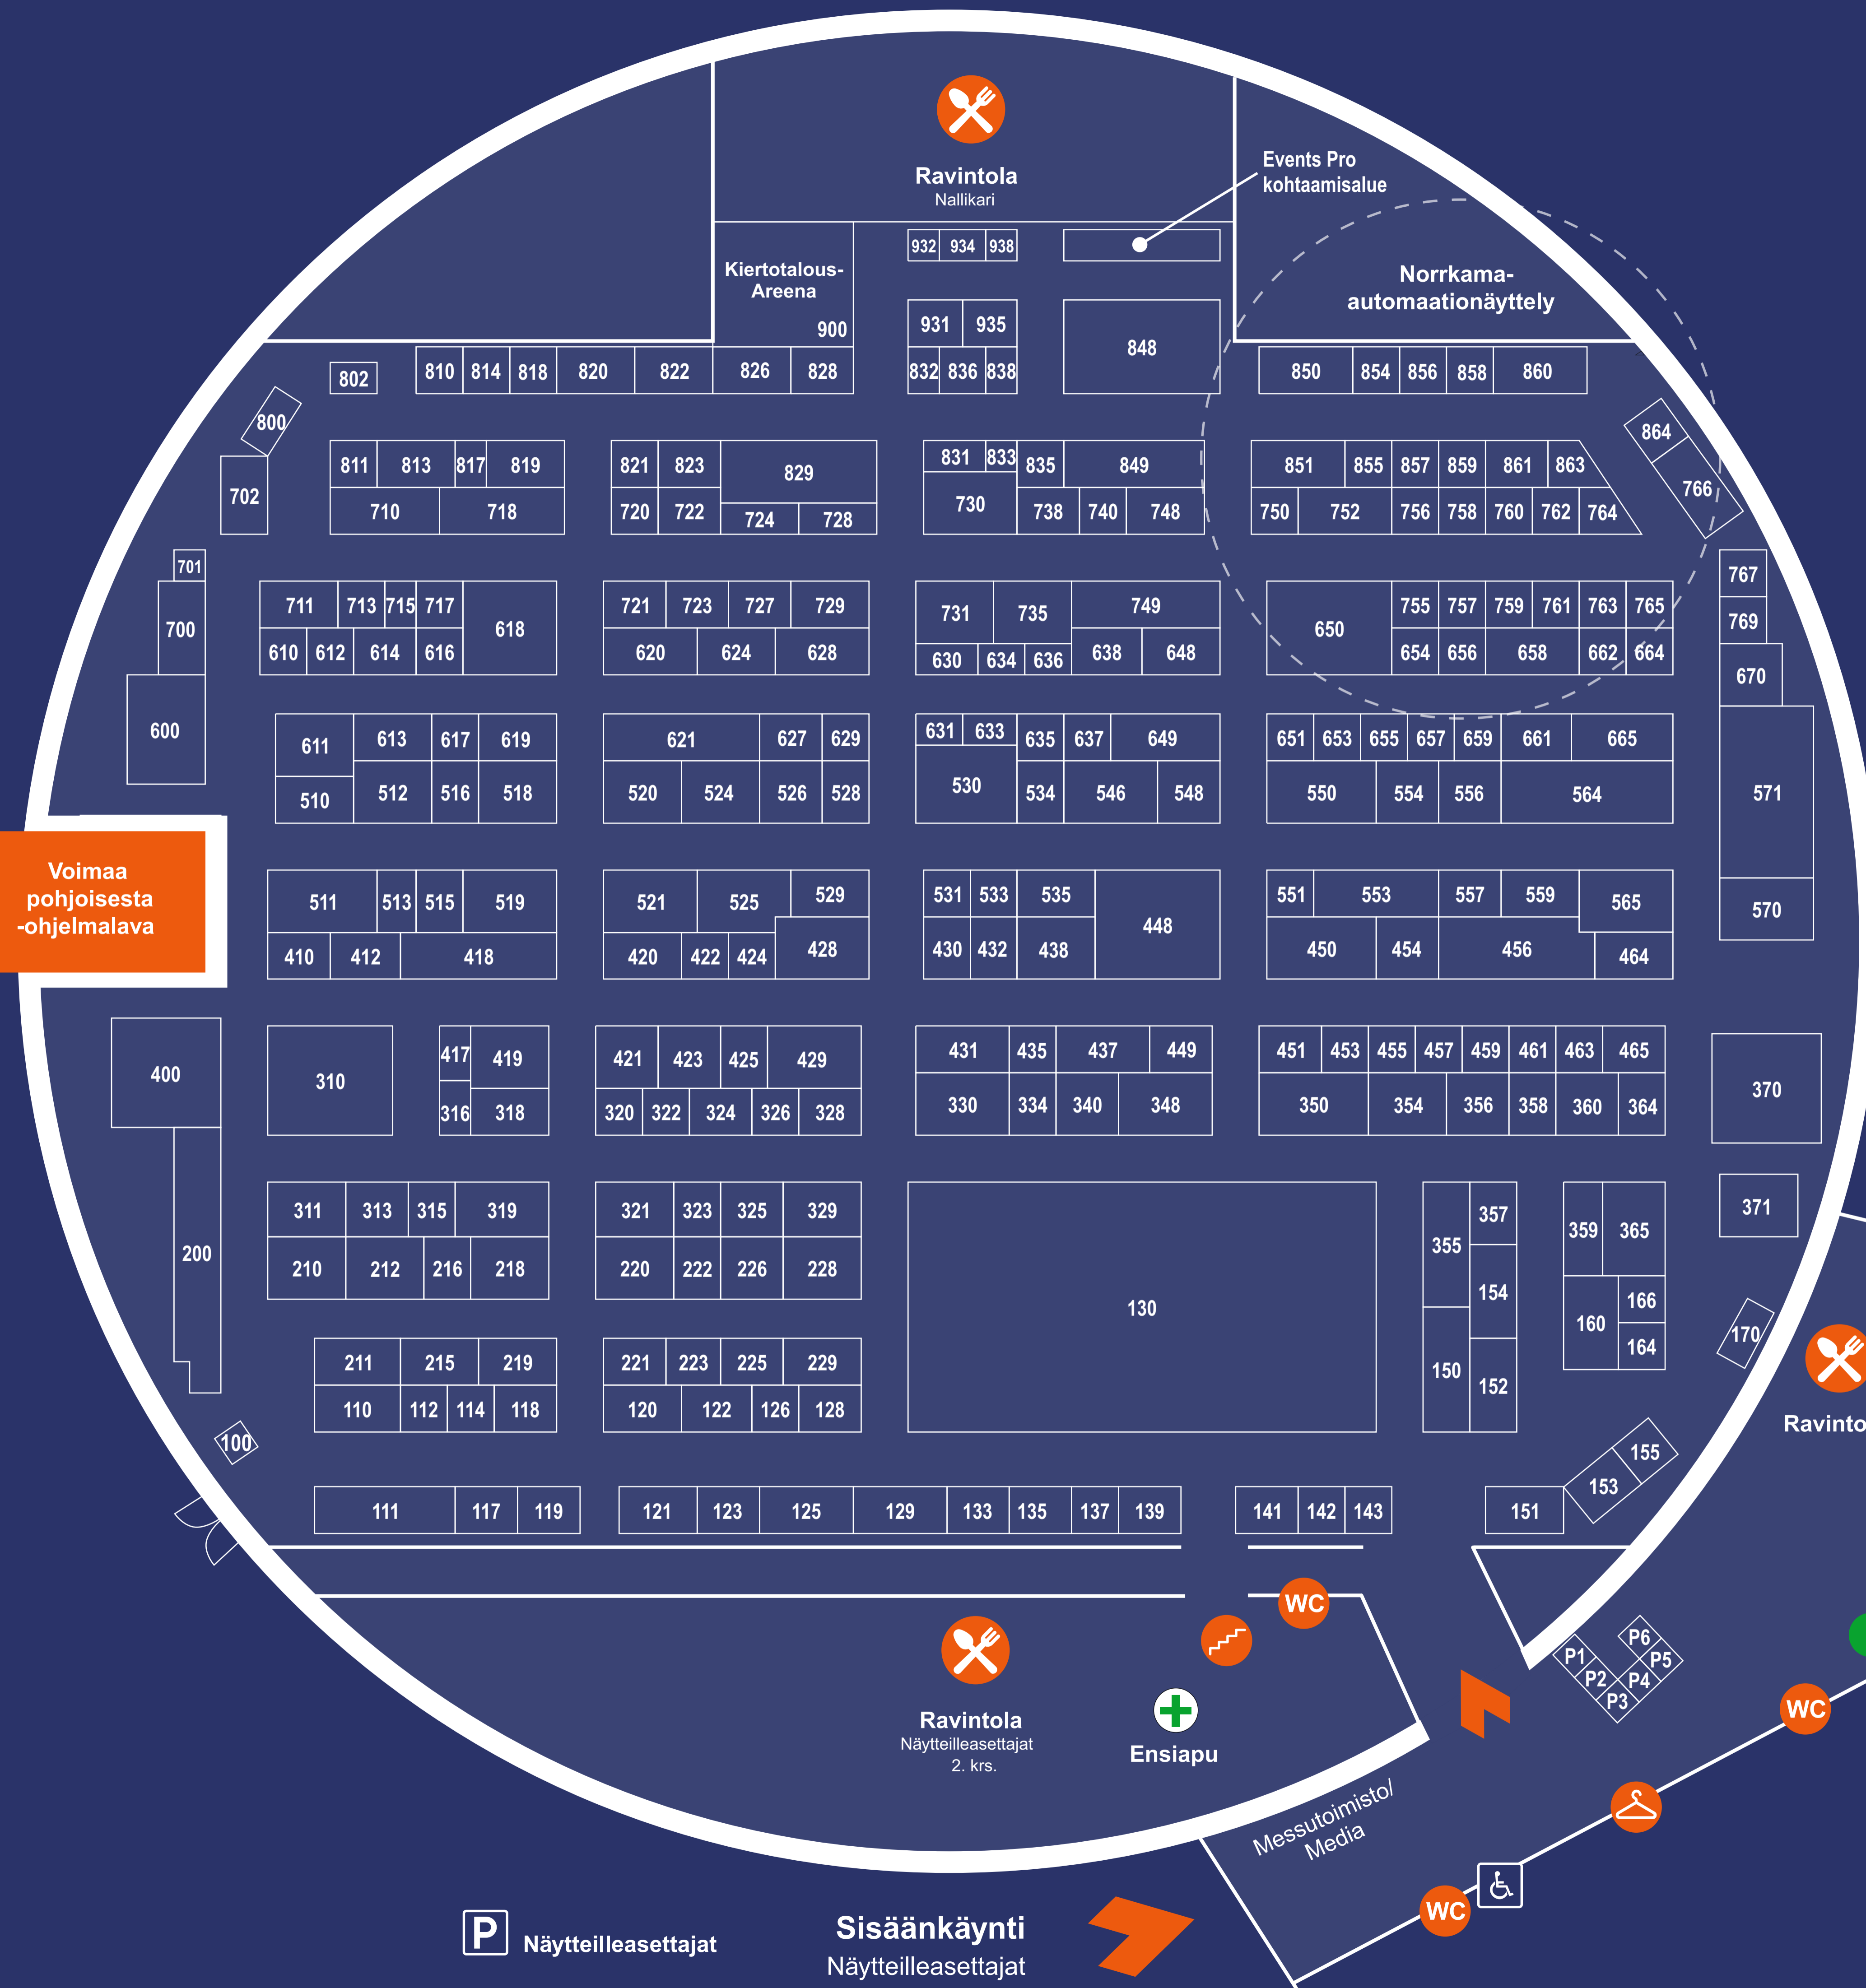 Ravintola
Nallikari
Events Pro
kohtaamisalue
932 934 938
Kiertotalous-
Areena
900
Norrkama-
automaationäyttely
931 935
848
802
810 814 818 820 822 826 828
832 836 838
850 854 856 858 860
800
864
811 813 817 819
821 823 829
831 833 835 849
851 855 857 859 861 863
766
702
710 718
720 722 724 728
730 738 740 748
750 752 756 758 760 762 764
701
767
700
711 713 715 717 618
721 723 727 729
731 735 749
650 755 757 759 761 763 765
769
610 612 614 616
620 624 628
630 634 636 638 648
654 656 658 662 664
670
600
611 613 617 619
621 627 629
631 633 635 637 649
651 653 655 657 659 661 665
510 512 516 518
520 524 526 528
530 534 546 548
550 554 556 564
571
Voimaa
pohjoisesta
-ohjelmalava
511 513 515 519
521 525 529
531 533 535 448
551 553 557 559 565
570
410 412 418
420 422 424 428
430 432 438
450 454 456 464
400
310
417 419
421 423 425 429
431 435 437 449
451 453 455 457 459 461 463 465
370
316 318
320 322 324 326 328
330 334 340 348
350 354 356 358 360 364
200
311 313 315 319
321 323 325 329
130
355 357
359 365
371
210 212 216 218
220 222 226 228
154
160 166
170
164
211 215 219
221 223 225 229
150 152
110 112 114 118
120 122 126 128
100
Ravinto
155
153
111 117 119
121 123 125 129 133 135 137 139
141 142 143
151
WC
P1 P2 P3 P4 P5 P6
WC
Ravintola
Näytteilleasettajat
2. krs.
Ensiapu
Messutoimisto/
Media
WC
P Näytteilleasettajat
Sisäänkäynti
Näytteilleasettajat